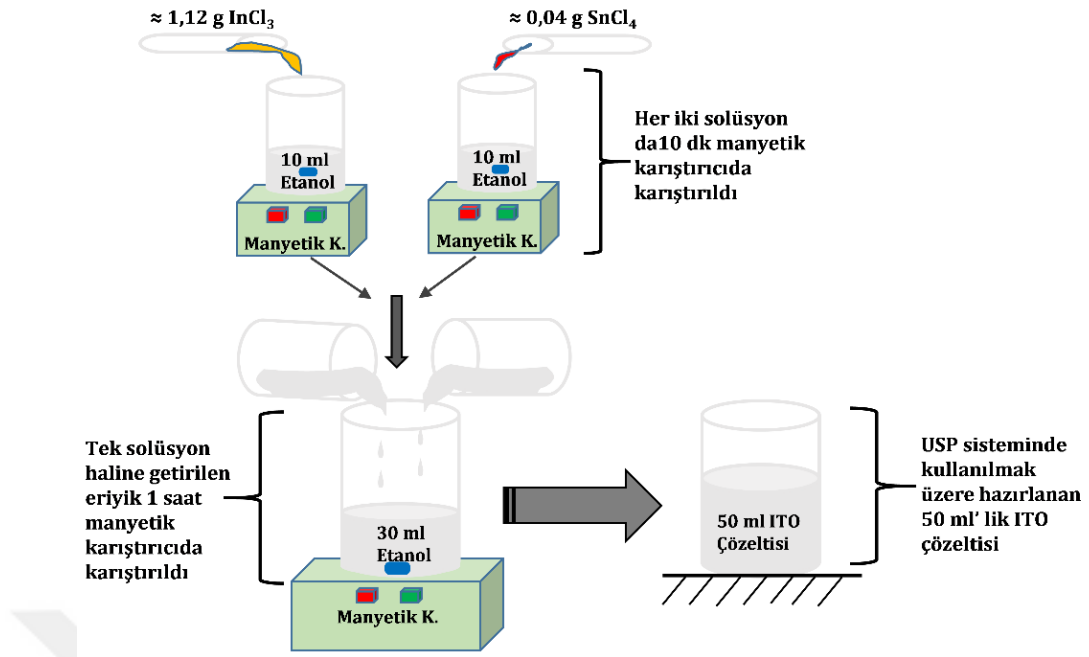 ≈ 1,12 g InCl₃
≈ 0,04 g SnCl₄
10 ml
Etanol
Manyetik K.
10 ml
Etanol
Manyetik K.
Her iki solüsyon
da10 dk manyetik
karıştırıcıda
karıştırıldı
Tek solüsyon
haline getirilen
eriyik 1 saat
manyetik
karıştırıcıda
karıştırıldı
30 ml
Etanol
Manyetik K.
50 ml ITO
Çözeltisi
USP sisteminde
kullanılmak
üzere hazırlanan
50 ml’ lik ITO
çözeltisi